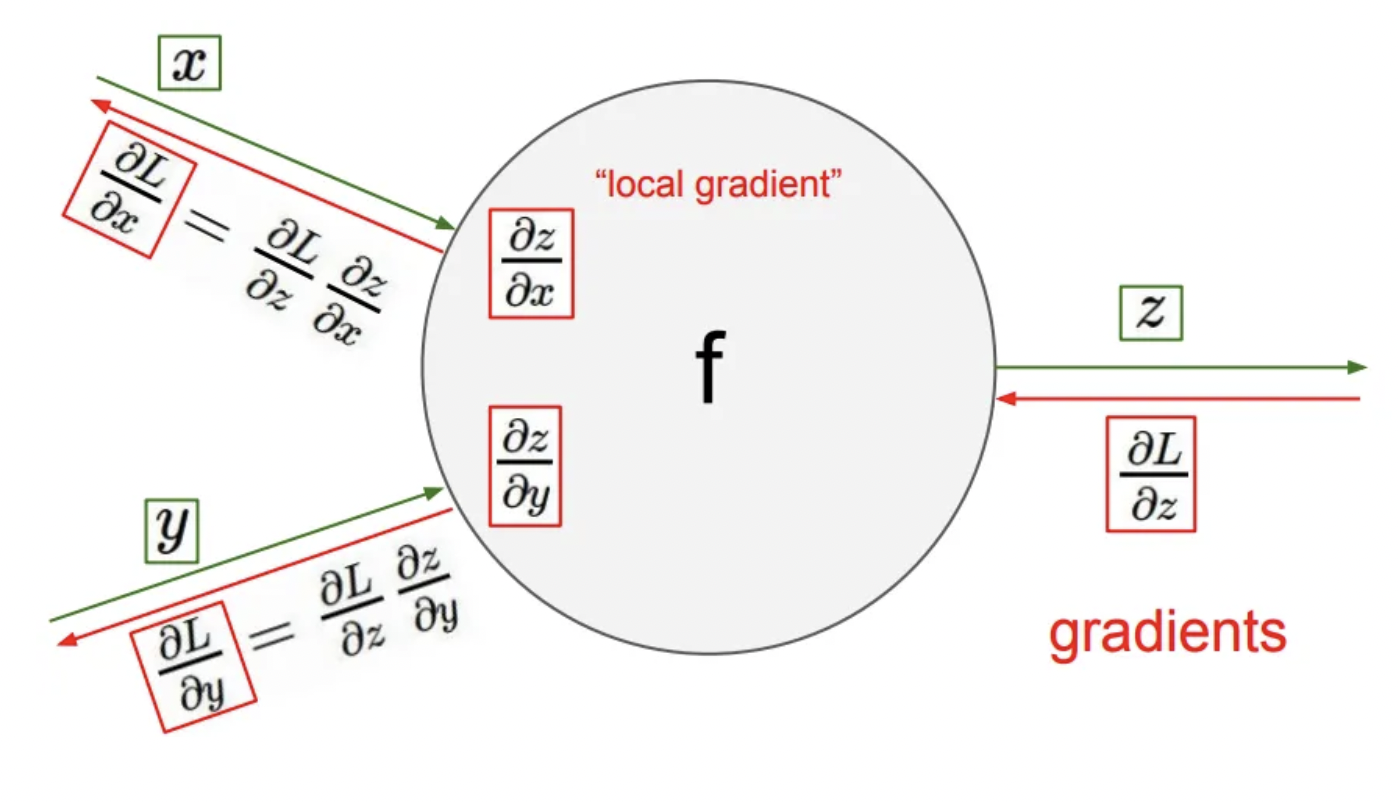 x
∂L/∂x = ∂L/∂z ∂z/∂x
“local gradient”
∂z/∂x
f
∂z/∂y
y
∂L/∂y = ∂L/∂z ∂z/∂y
z
∂L/∂z
gradients